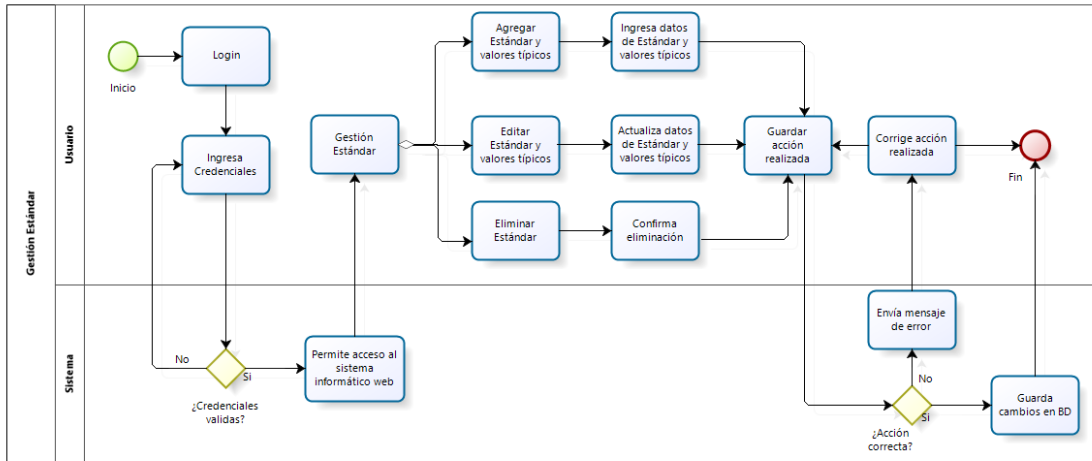 Gestión Estándar
Usuario
Inicio
Login
Ingresa
Credenciales
Gestión
Estándar
Agregar
Estándar y
valores típicos
Ingresa datos
de Estándar y
valores típicos
Editar
Estándar y
valores típicos
Actualiza datos
de Estándar y
valores típicos
Eliminar
Estándar
Confirma
eliminación
Guardar
acción
realizada
Corrige acción
realizada
Fin
Sistema
No
Si
¿Credenciales
validas?
Permite acceso al
sistema
informático web
Envía mensaje
de error
No
Si
¿Acción
correcta?
Guarda
cambios en BD